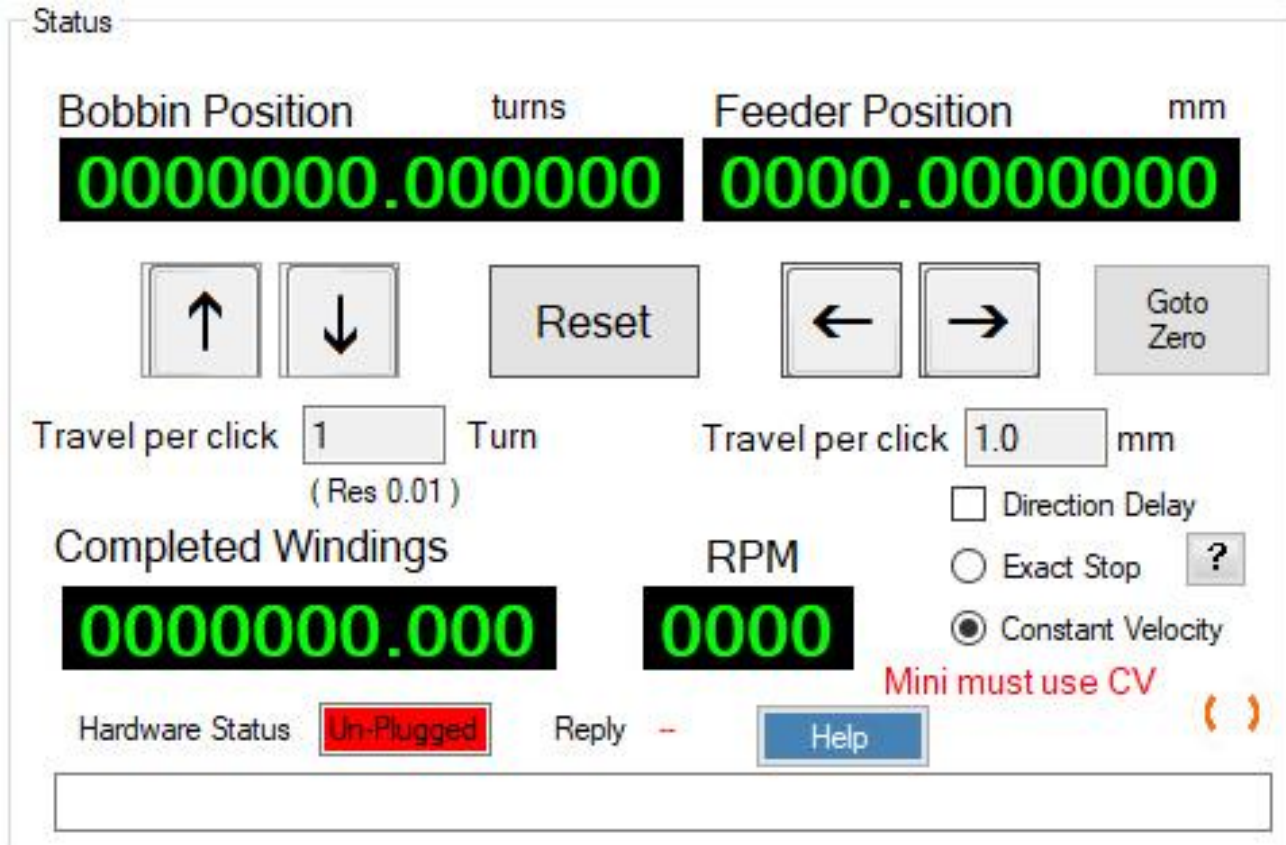 Status
Bobbin Position turns Feeder Position mm
0000000.000000 0000.0000000
↑ ↓ Reset ← → Goto
Zero
Travel per click 1 Turn Travel per click 1.0 mm
( Res 0.01 )
Direction Delay
Completed Windings RPM
Exact Stop ?
0000000.000 0000 Constant Velocity
Mini must use CV
Hardware Status Un-Plugged Reply -- Help ( )